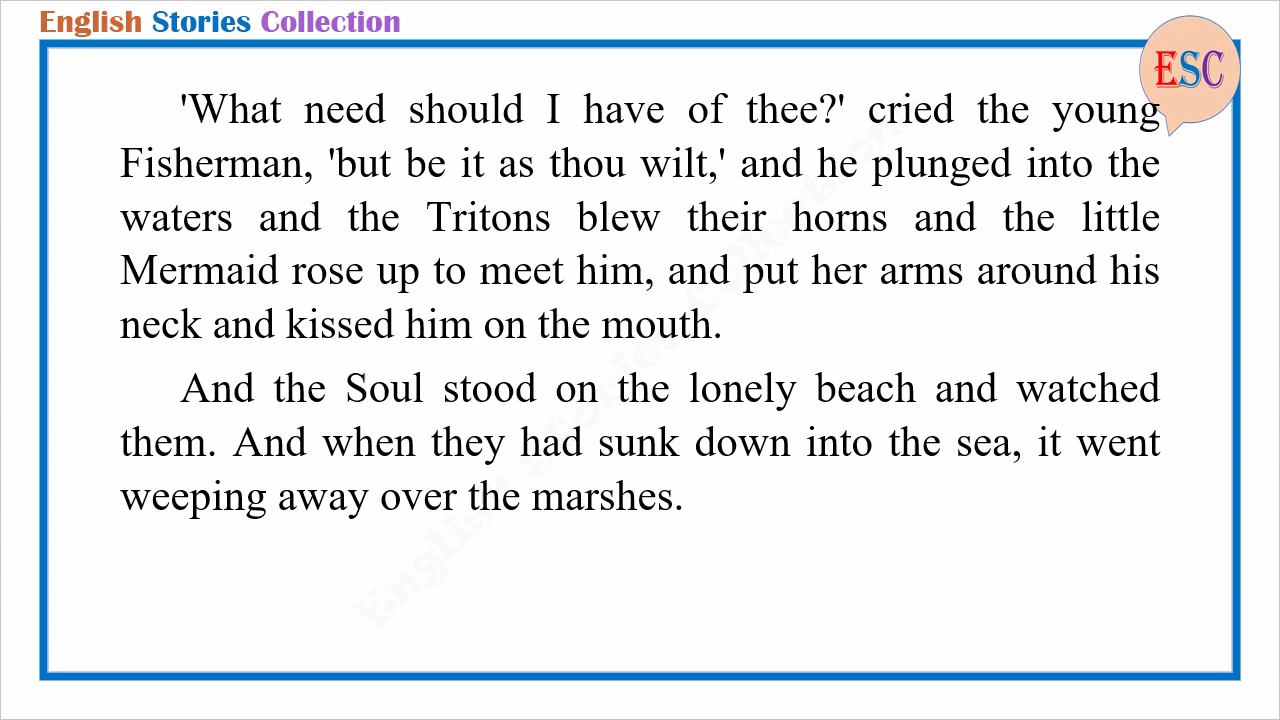 English Stories Collection
ESC
'What need should I have of thee?' cried the young
Fisherman, 'but be it as thou wilt,' and he plunged into the
waters and the Tritons blew their horns and the little
Mermaid rose up to meet him, and put her arms around his
neck and kissed him on the mouth.
And the Soul stood on the lonely beach and watched
them. And when they had sunk down into the sea, it went
weeping away over the marshes.
English Stories Collection